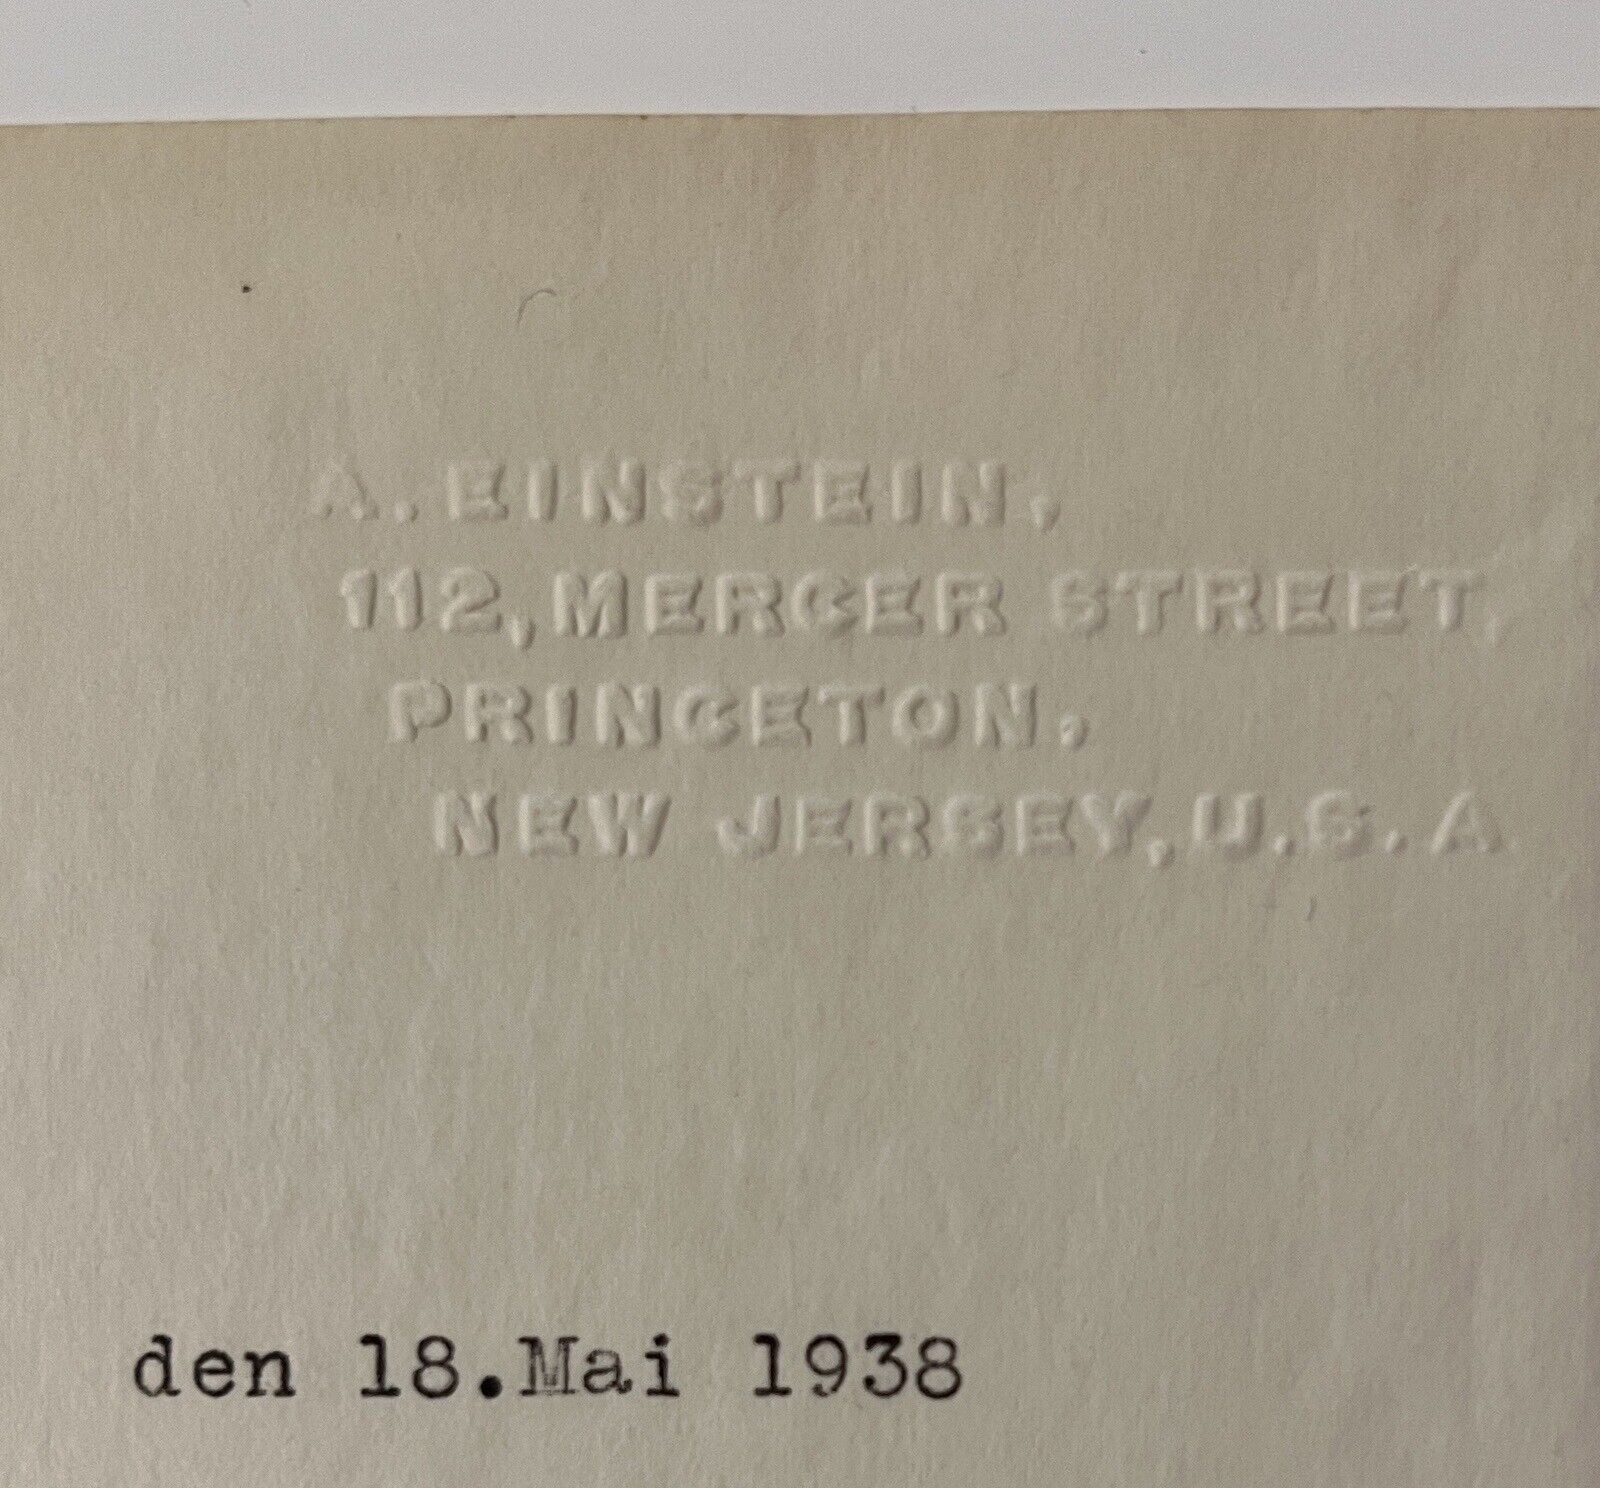 A. EINSTEIN,
112, MERCER STREET,
PRINCETON,
NEW JERSEY, U.S.A.
den 18.Mai 1938